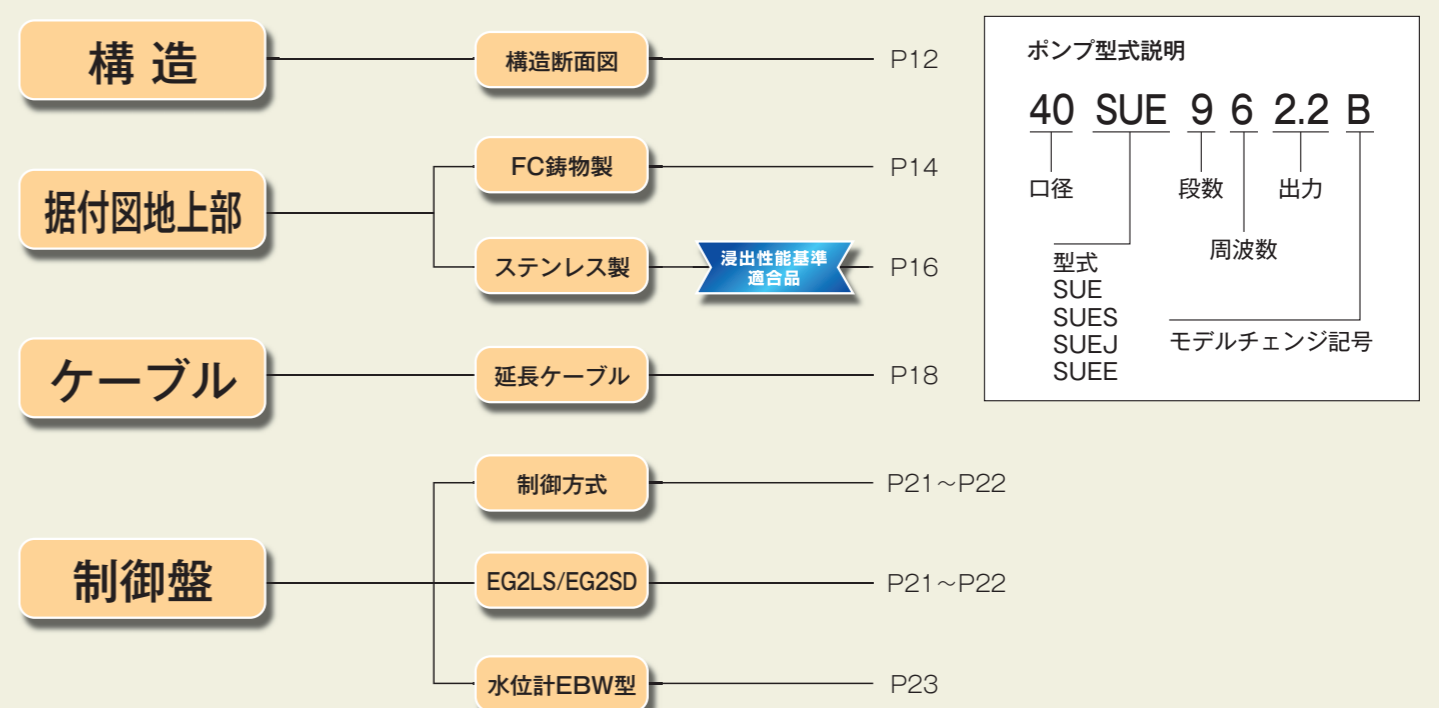 構造
構造断面図
P12
据付図地上部
FC鋳物製
P14
ステンレス製
浸出性能基準
適合品
P16
ケーブル
延長ケーブル
P18
制御盤
制御方式
P21～P22
EG2LS/EG2SD
P21～P22
水位計EBW型
P23
ポンプ型式説明
40 SUE 9 6 2.2 B
口径
段数
出力
周波数
型式
SUE
SUES
SUEJ
SUEE
モデルチェンジ記号